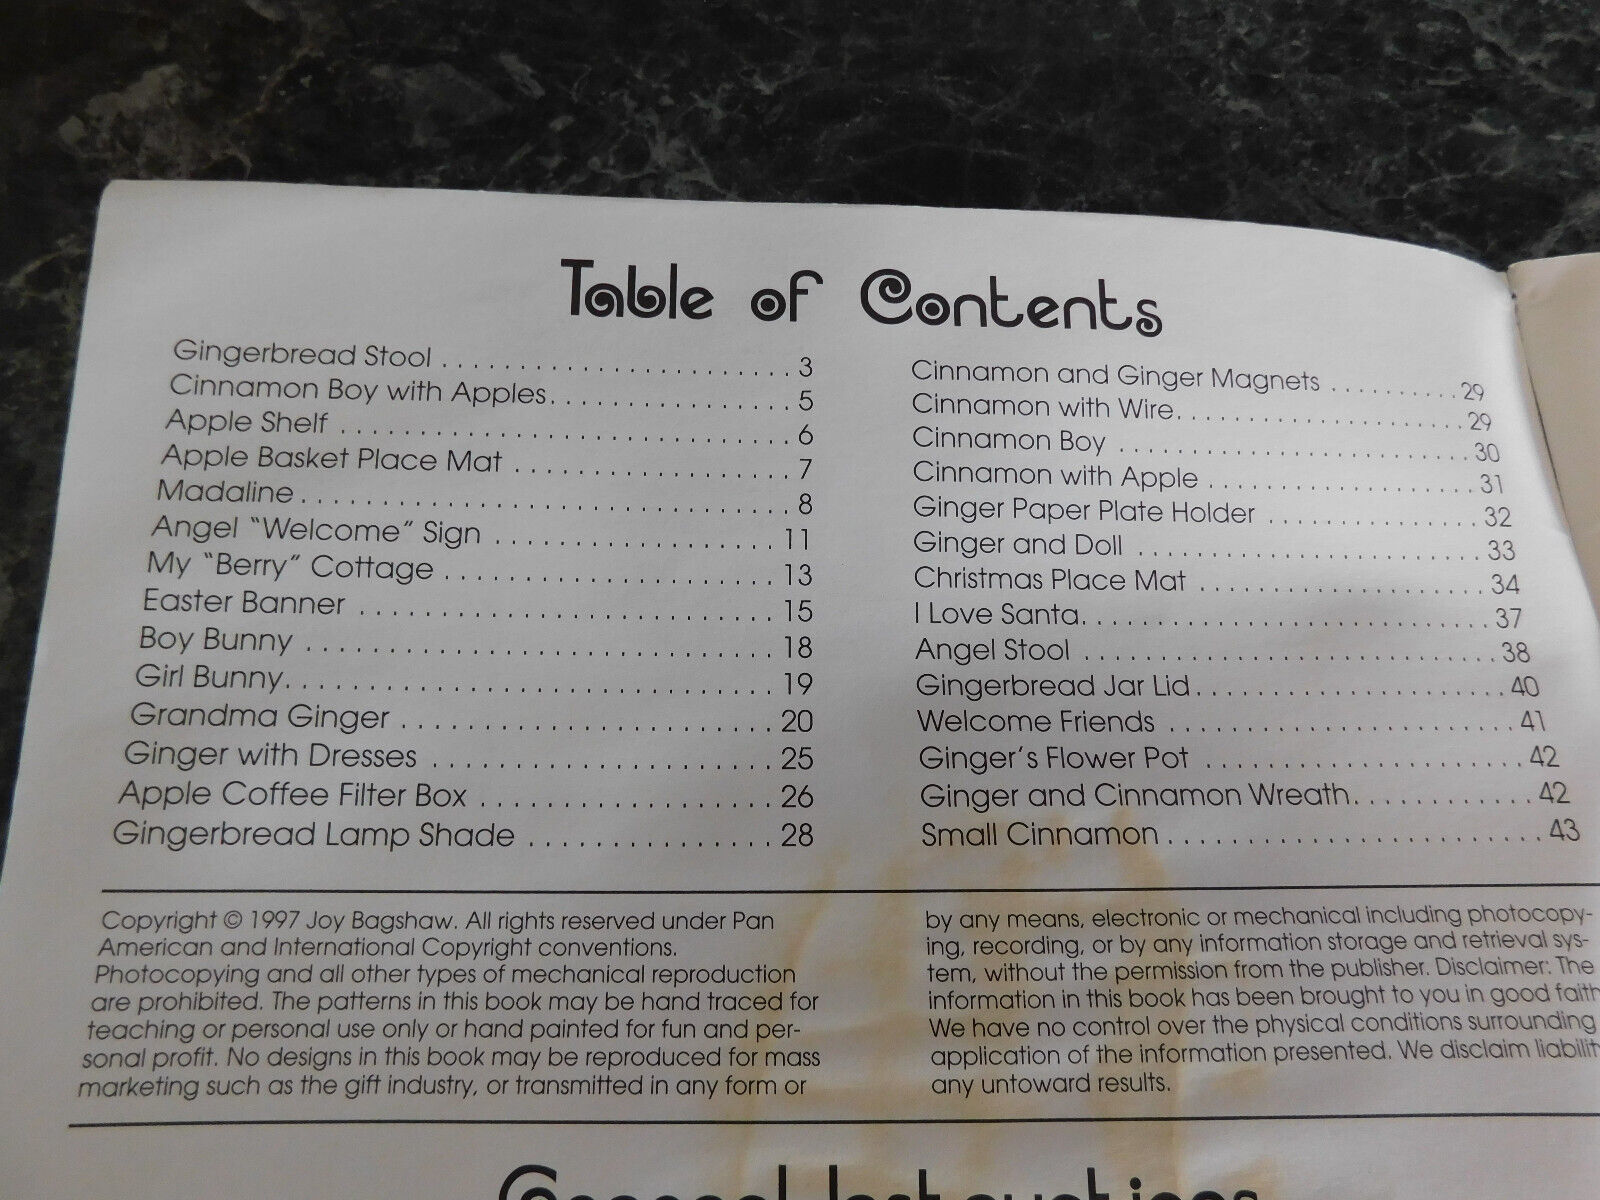 Table of Contents
Gingerbread Stool . . . . . . . . . . . . . . . . . . . . . . . . 3
Cinnamon Boy with Apples. . . . . . . . . . . . . . . . . 5
Apple Shelf . . . . . . . . . . . . . . . . . . . . . . . . . . . . . . . 6
Apple Basket Place Mat . . . . . . . . . . . . . . . . . . . 7
Madaline . . . . . . . . . . . . . . . . . . . . . . . . . . . . . . . . . 8
Angel “Welcome” Sign . . . . . . . . . . . . . . . . . . . 11
My “Berry” Cottage . . . . . . . . . . . . . . . . . . . . . . 13
Easter Banner . . . . . . . . . . . . . . . . . . . . . . . . . . . 15
Boy Bunny . . . . . . . . . . . . . . . . . . . . . . . . . . . . . . 18
Girl Bunny. . . . . . . . . . . . . . . . . . . . . . . . . . . . . . . 19
Grandma Ginger . . . . . . . . . . . . . . . . . . . . . . . . 20
Ginger with Dresses . . . . . . . . . . . . . . . . . . . . . . 25
Apple Coffee Filter Box . . . . . . . . . . . . . . . . . . . 26
Gingerbread Lamp Shade . . . . . . . . . . . . . . . . 28
Cinnamon and Ginger Magnets . . . . . . . . . . 29
Cinnamon with Wire. . . . . . . . . . . . . . . . . . . . . . 29
Cinnamon Boy . . . . . . . . . . . . . . . . . . . . . . . . . . 30
Cinnamon with Apple . . . . . . . . . . . . . . . . . . . . 31
Ginger Paper Plate Holder . . . . . . . . . . . . . . . . 32
Ginger and Doll . . . . . . . . . . . . . . . . . . . . . . . . . 33
Christmas Place Mat . . . . . . . . . . . . . . . . . . . . . 34
I Love Santa. . . . . . . . . . . . . . . . . . . . . . . . . . . . . 37
Angel Stool . . . . . . . . . . . . . . . . . . . . . . . . . . . . . 38
Gingerbread Jar Lid. . . . . . . . . . . . . . . . . . . . . . 40
Welcome Friends . . . . . . . . . . . . . . . . . . . . . . . . 41
Ginger’s Flower Pot . . . . . . . . . . . . . . . . . . . . . . 42
Ginger and Cinnamon Wreath. . . . . . . . . . . . . 42
Small Cinnamon . . . . . . . . . . . . . . . . . . . . . . . . . 43
Copyright © 1997 Joy Bagshaw. All rights reserved under Pan
American and International Copyright conventions.
Photocopying and all other types of mechanical reproduction
are prohibited. The patterns in this book may be hand traced for
teaching or personal use only or hand painted for fun and per-
sonal profit. No designs in this book may be reproduced for mass
marketing such as the gift industry, or transmitted in any form or
by any means, electronic or mechanical including photocopy-
ing, recording, or by any information storage and retrieval sys-
tem, without the permission from the publisher. Disclaimer: The
information in this book has been brought to you in good faith
We have no control over the physical conditions surrounding
application of the information presented. We disclaim liabilit
any untoward results.